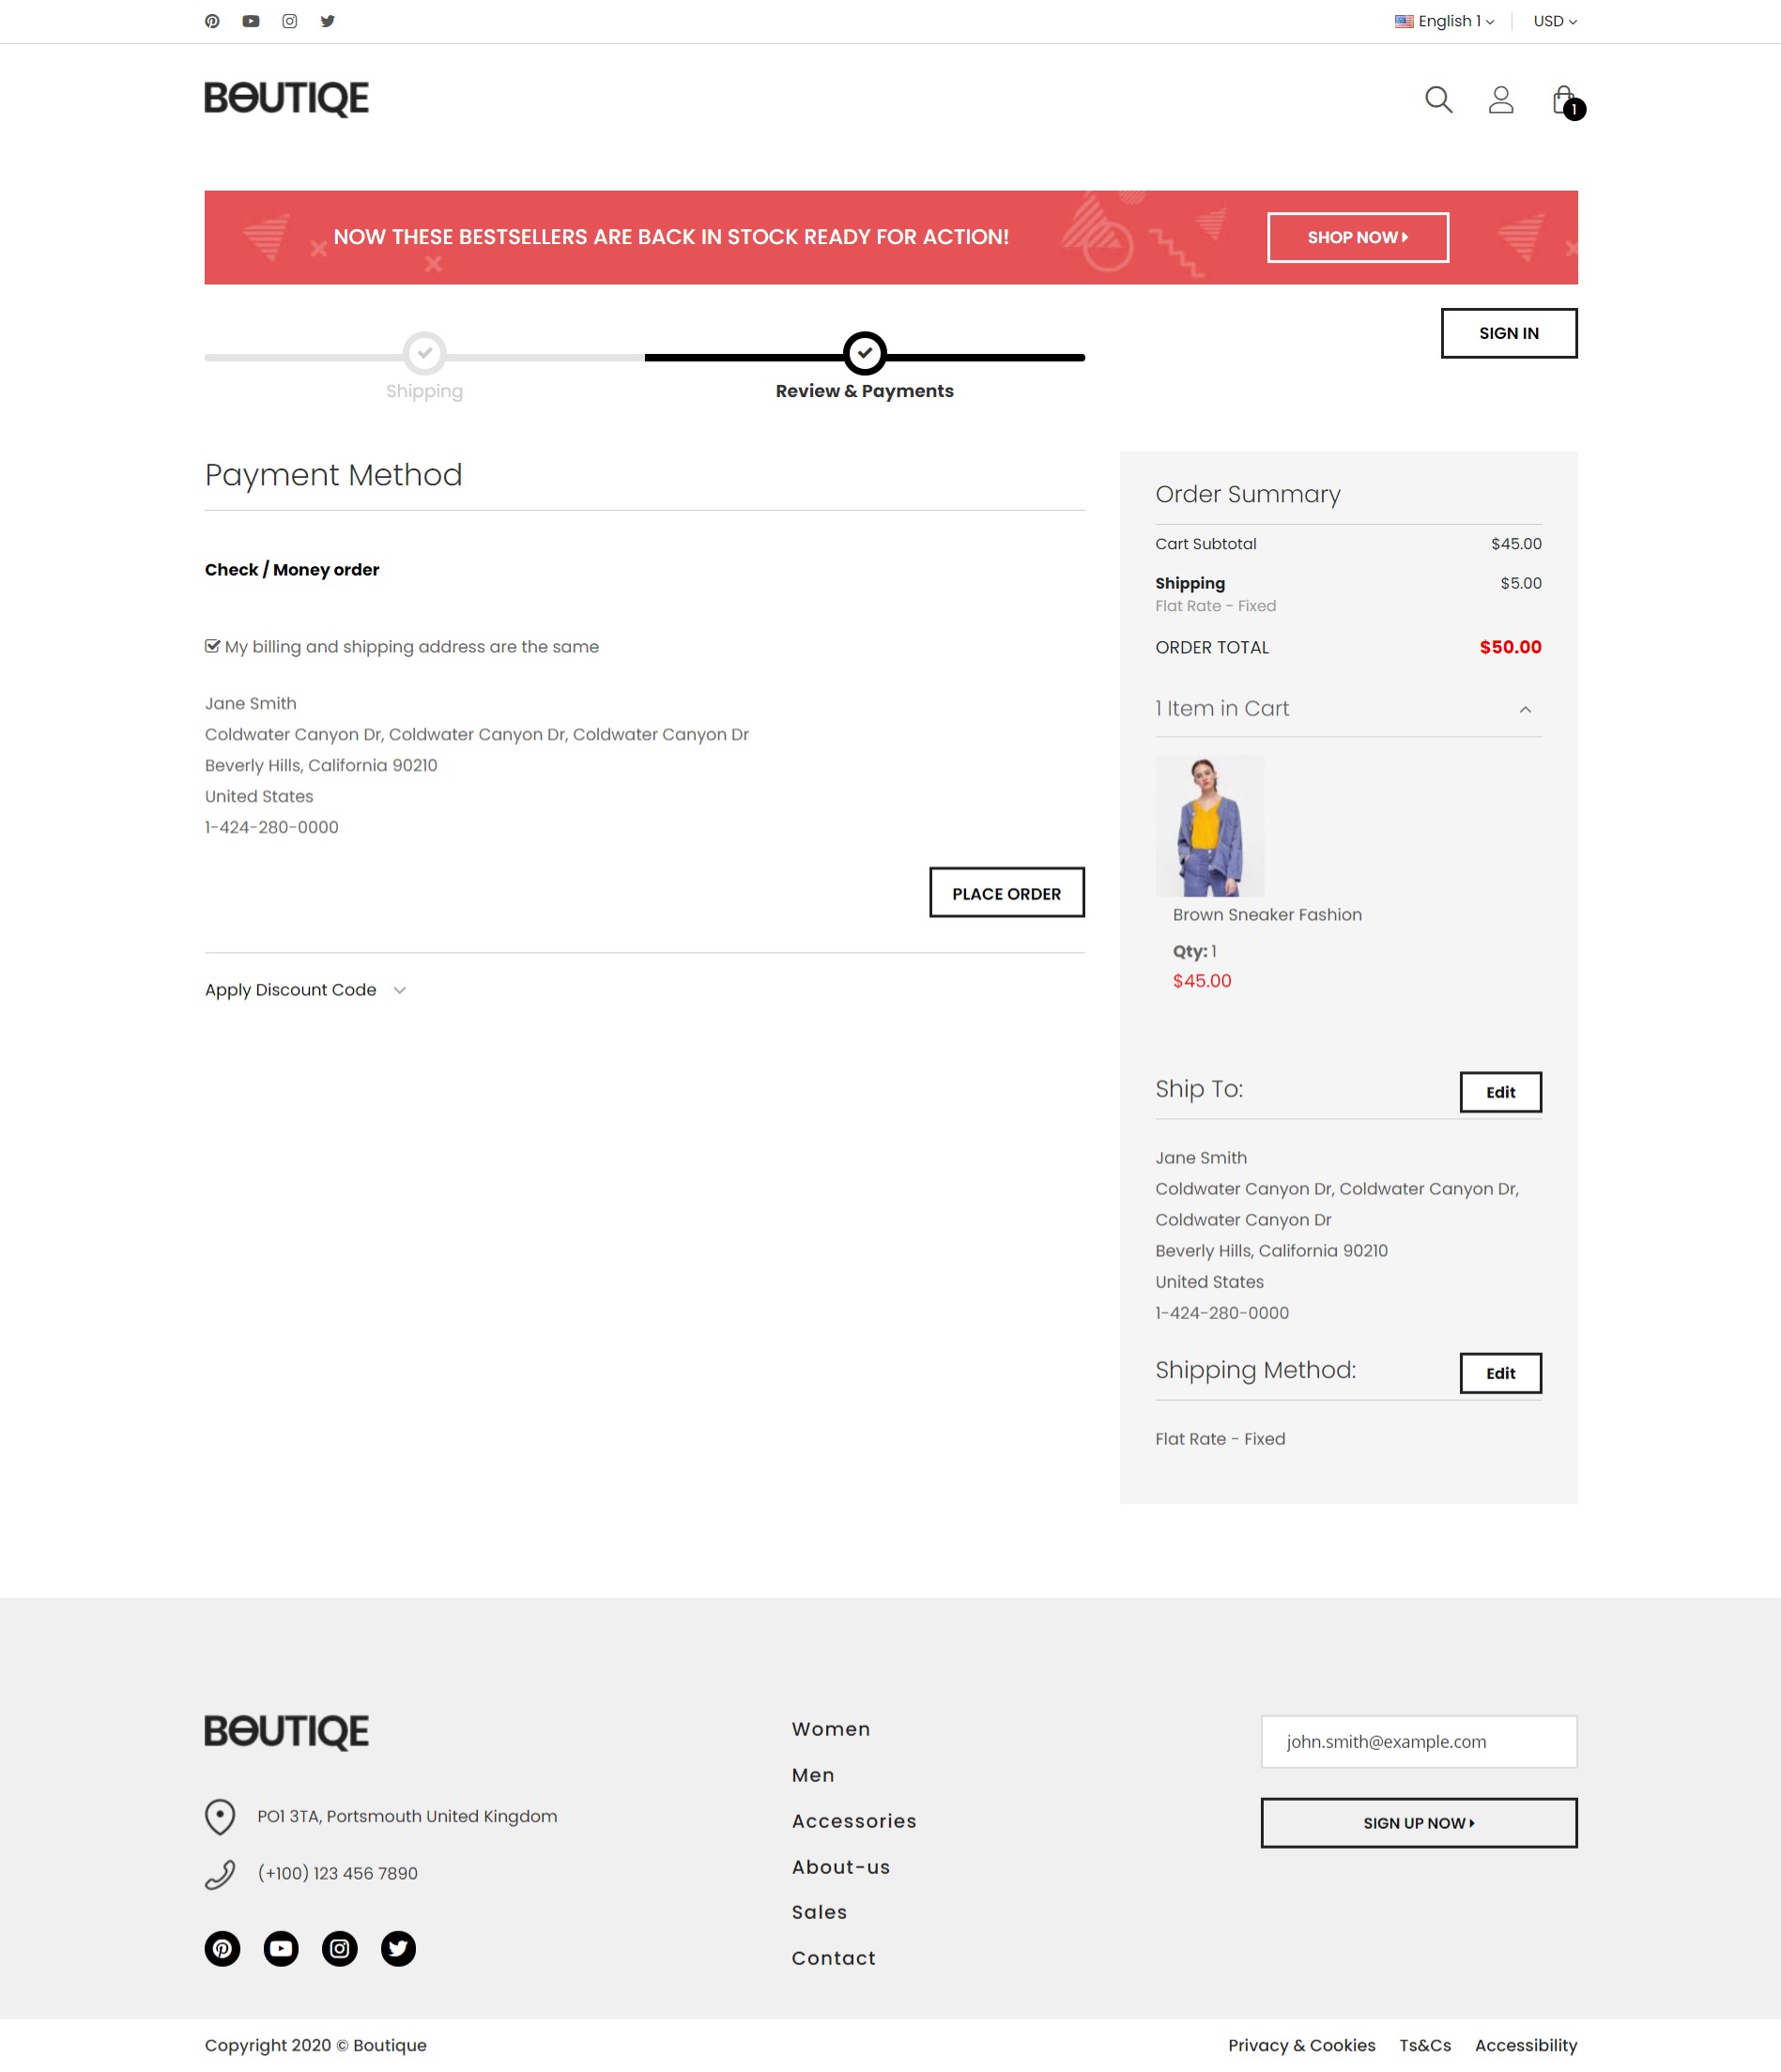 English 1
USD
BOUTIQE
1
NOW THESE BESTSELLERS ARE BACK IN STOCK READY FOR ACTION!
SHOP NOW
SIGN IN
Shipping
Review & Payments
Payment Method
Check / Money order
My billing and shipping address are the same
Jane Smith
Coldwater Canyon Dr, Coldwater Canyon Dr, Coldwater Canyon Dr
Beverly Hills, California 90210
United States
1-424-280-0000
PLACE ORDER
Apply Discount Code
Order Summary
Cart Subtotal $45.00
Shipping $5.00
Flat Rate - Fixed
ORDER TOTAL $50.00
1 Item in Cart
Brown Sneaker Fashion
Qty: 1
$45.00
Ship To:
Edit
Jane Smith
Coldwater Canyon Dr, Coldwater Canyon Dr,
Coldwater Canyon Dr
Beverly Hills, California 90210
United States
1-424-280-0000
Shipping Method:
Edit
Flat Rate - Fixed
BOUTIQE
PO1 3TA, Portsmouth United Kingdom
(+100) 123 456 7890
Women
Men
Accessories
About-us
Sales
Contact
john.smith@example.com
SIGN UP NOW
Copyright 2020 © Boutique
Privacy & Cookies
Ts&Cs
Accessibility